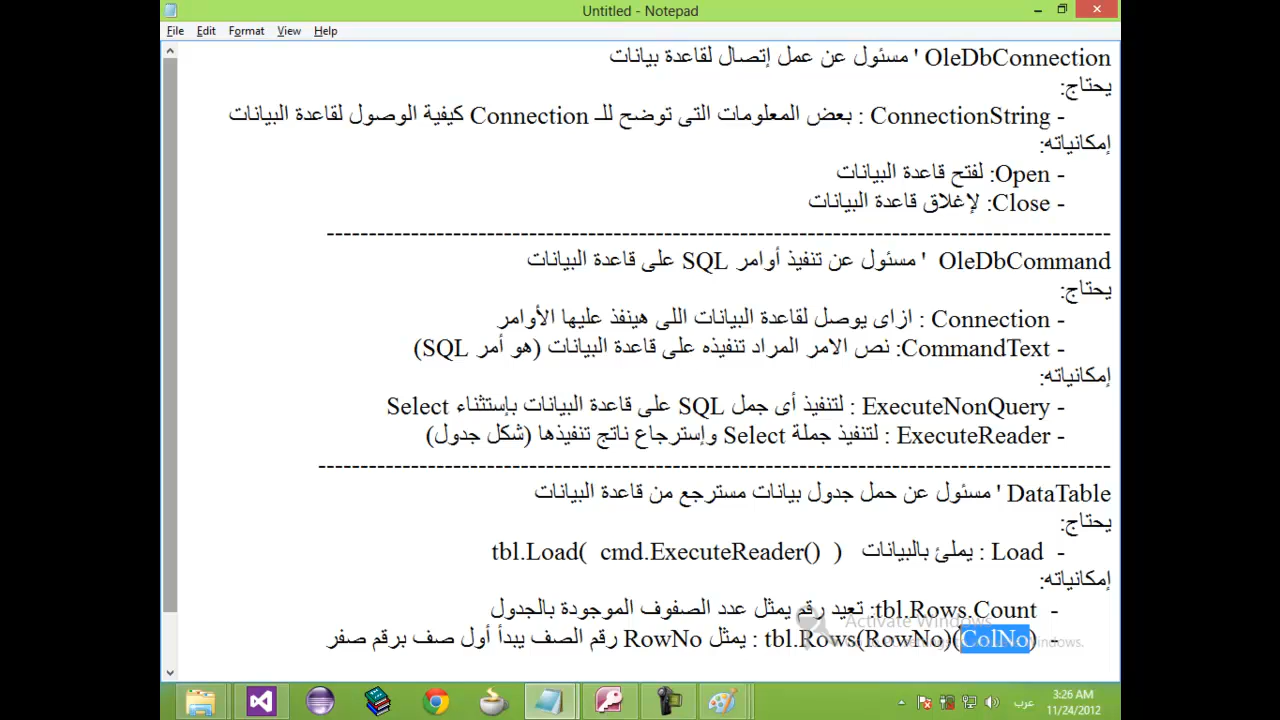 Untitled - Notepad
File Edit Format View Help
OleDbConnection ' مسئول عن عمل إتصال لقاعدة بيانات
يحتاج:
- ConnectionString : بعض المعلومات التى توضح للـ Connection كيفية الوصول لقاعدة البيانات
إمكانياته:
- Open: لفتح قاعدة البيانات
- Close: لإغلاق قاعدة البيانات
---------------------------------------------------------------------------------------------
OleDbCommand ' مسئول عن تنفيذ أوامر SQL على قاعدة البيانات
يحتاج:
- Connection : ازاى يوصل لقاعدة البيانات اللى هينفذ عليها الأوامر
- CommandText: نص الامر المراد تنفيذه على قاعدة البيانات (هو أمر SQL)
إمكانياته:
- ExecuteNonQuery : لتنفيذ أى جمل SQL على قاعدة البيانات بإستثناء Select
- ExecuteReader : لتنفيذ جملة Select وإسترجاع ناتج تنفيذها (شكل جدول)
----------------------------------------------------------------------------------------------
DataTable ' مسئول عن حمل جدول بيانات مسترجع من قاعدة البيانات
يحتاج:
- Load : يملئ بالبيانات tbl.Load( cmd.ExecuteReader() )
إمكانياته:
- tbl.Rows.Count: تعيد رقم يمثل عدد الصفوف الموجودة بالجدول
- tbl.Rows(RowNo)(ColNo) : يمثل RowNo رقم الصف يبدأ أول صف برقم صفر
Activate Windows
عرب
3:26 AM
11/24/2012